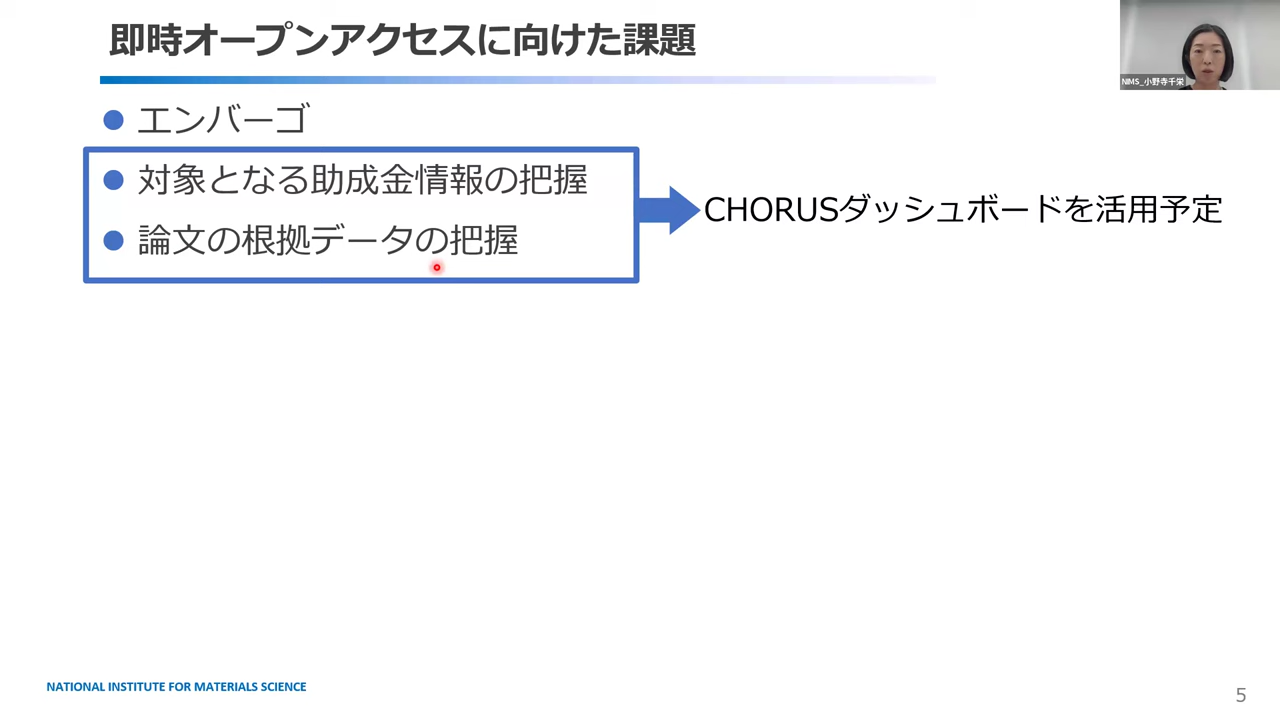 即時オープンアクセスに向けた課題
NIMS_小野寺千栄
エンバーゴ
対象となる助成金情報の把握
論文の根拠データの把握
CHORUSダッシュボードを活用予定
NATIONAL INSTITUTE FOR MATERIALS SCIENCE
5